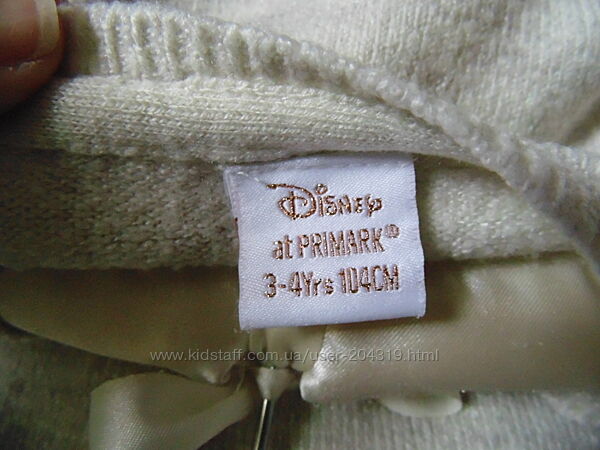 Disney
at PRIMARK®
3-4Yrs 104CM
www.kidstaff.com.ua/user-204319.html